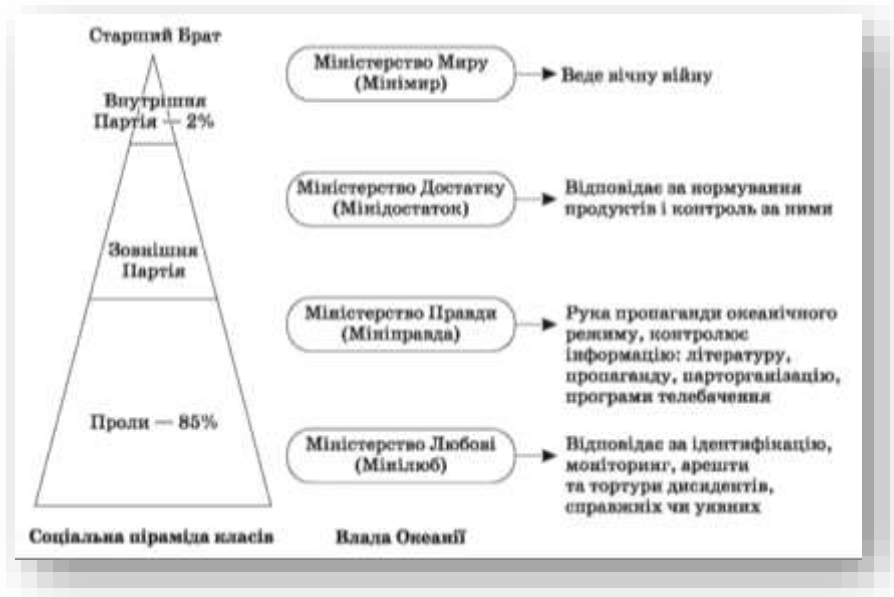 Старший Брат
Внутрішня
Партія — 2%
Зовнішня
Партія
Проли — 85%
Соціальна піраміда класів
Міністерство Миру
(Мінімир)
Веде вічну війну
Міністерство Достатку
(Мінідостаток)
Відповідає за нормування
продуктів і контроль за ними
Міністерство Правди
(Мініправда)
Рука пропаганди океанічного
режиму, контролює
інформацію: літературу,
пропаганду, парторганізацію,
програми телебачення
Міністерство Любові
(Мінілюб)
Відповідає за ідентифікацію,
моніторинг, арешти
та тортури дисидентів,
справжніх чи уявних
Влада Океанії